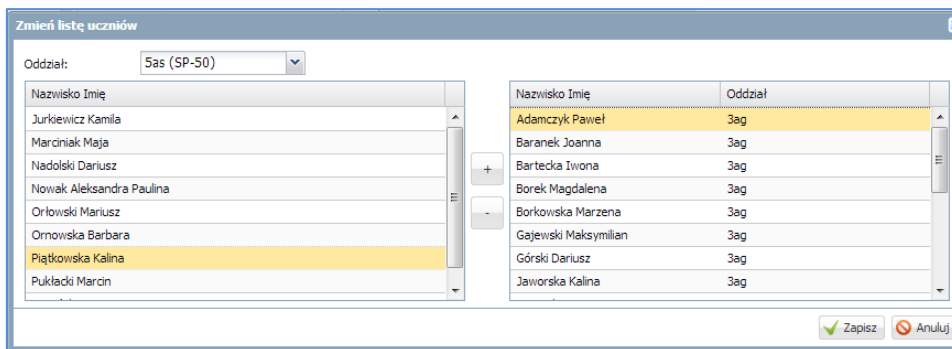 Zmień listę uczniów
Oddział: 5as (SP-50)
Nazwisko Imię
Jurkiewicz Kamila
Marciniak Maja
Nadolski Dariusz
Nowak Aleksandra Paulina
Orłowski Mariusz
Ornowska Barbara
Piątkowska Kalina
Pukłacki Marcin
+
-
Nazwisko Imię Oddział
Adamczyk Paweł 3ag
Baranek Joanna 3ag
Bartecka Iwona 3ag
Borek Magdalena 3ag
Borkowska Marzena 3ag
Gajewski Maksymilian 3ag
Górski Dariusz 3ag
Jaworska Kalina 3ag
Zapisz Anuluj